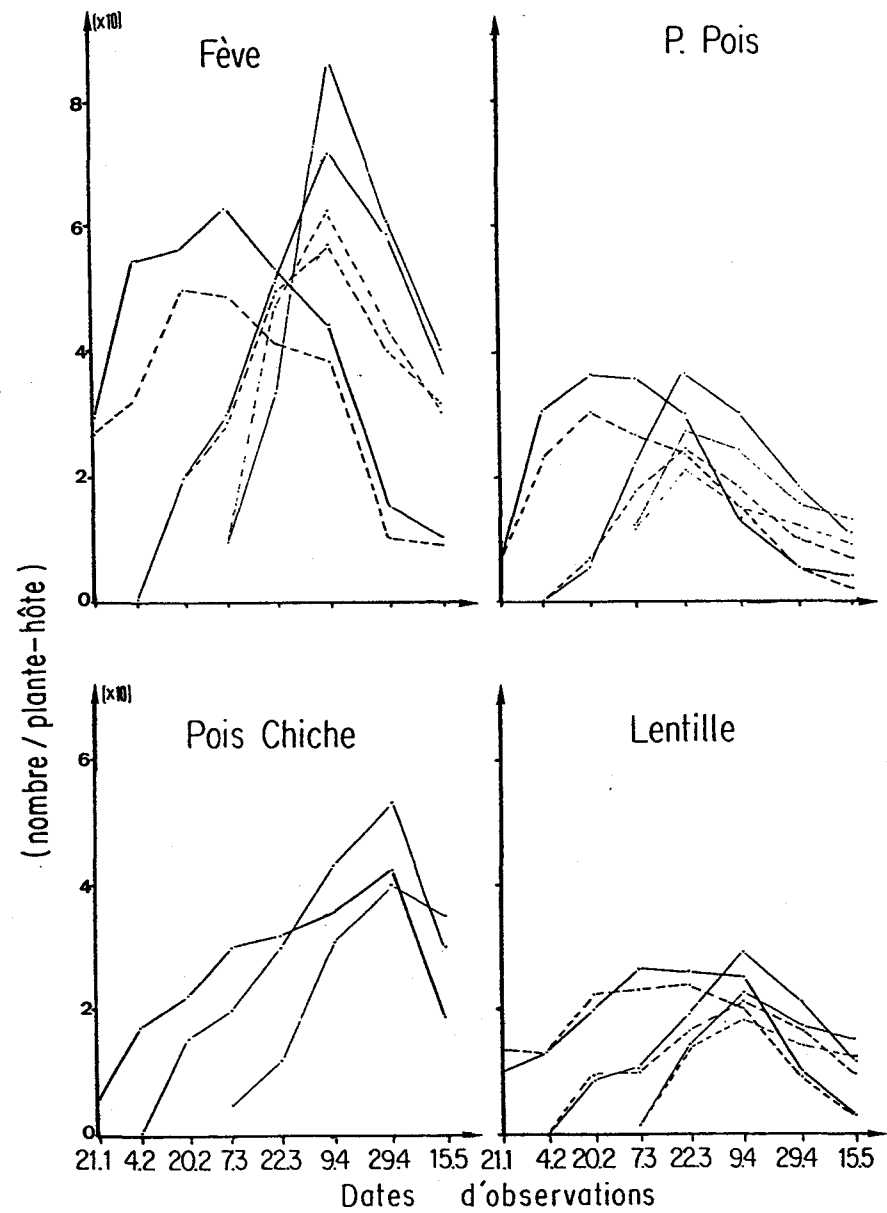 [×10]
Fève
P. Pois
8
6
4
2
0
(nombre / plante-hôte)
[×10]
Pois Chiche
Lentille
6
4
2
0
21.1 4.2 20.2 7.3 22.3 9.4 29.4 15.5
21.1 4.2 20.2 7.3 22.3 9.4 29.4 15.5
Dates d'observations